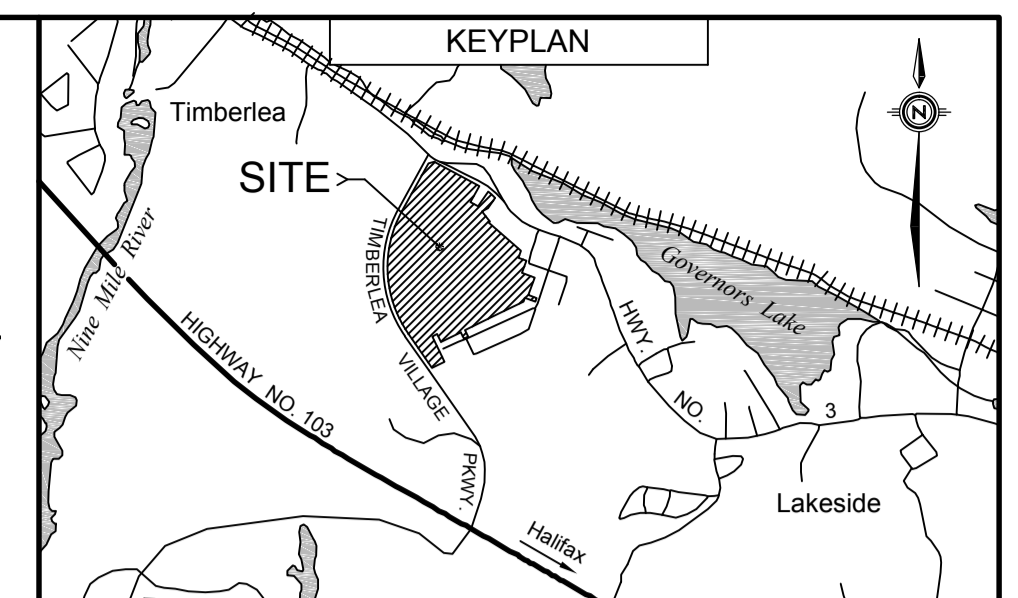 KEYPLAN
Timberlea
N
SITE
TIMBERLEA
VILLAGE
PKWY.
Nine Mile River
HIGHWAY NO. 103
Governors Lake
HWY.
NO.
3
Lakeside
Halifax